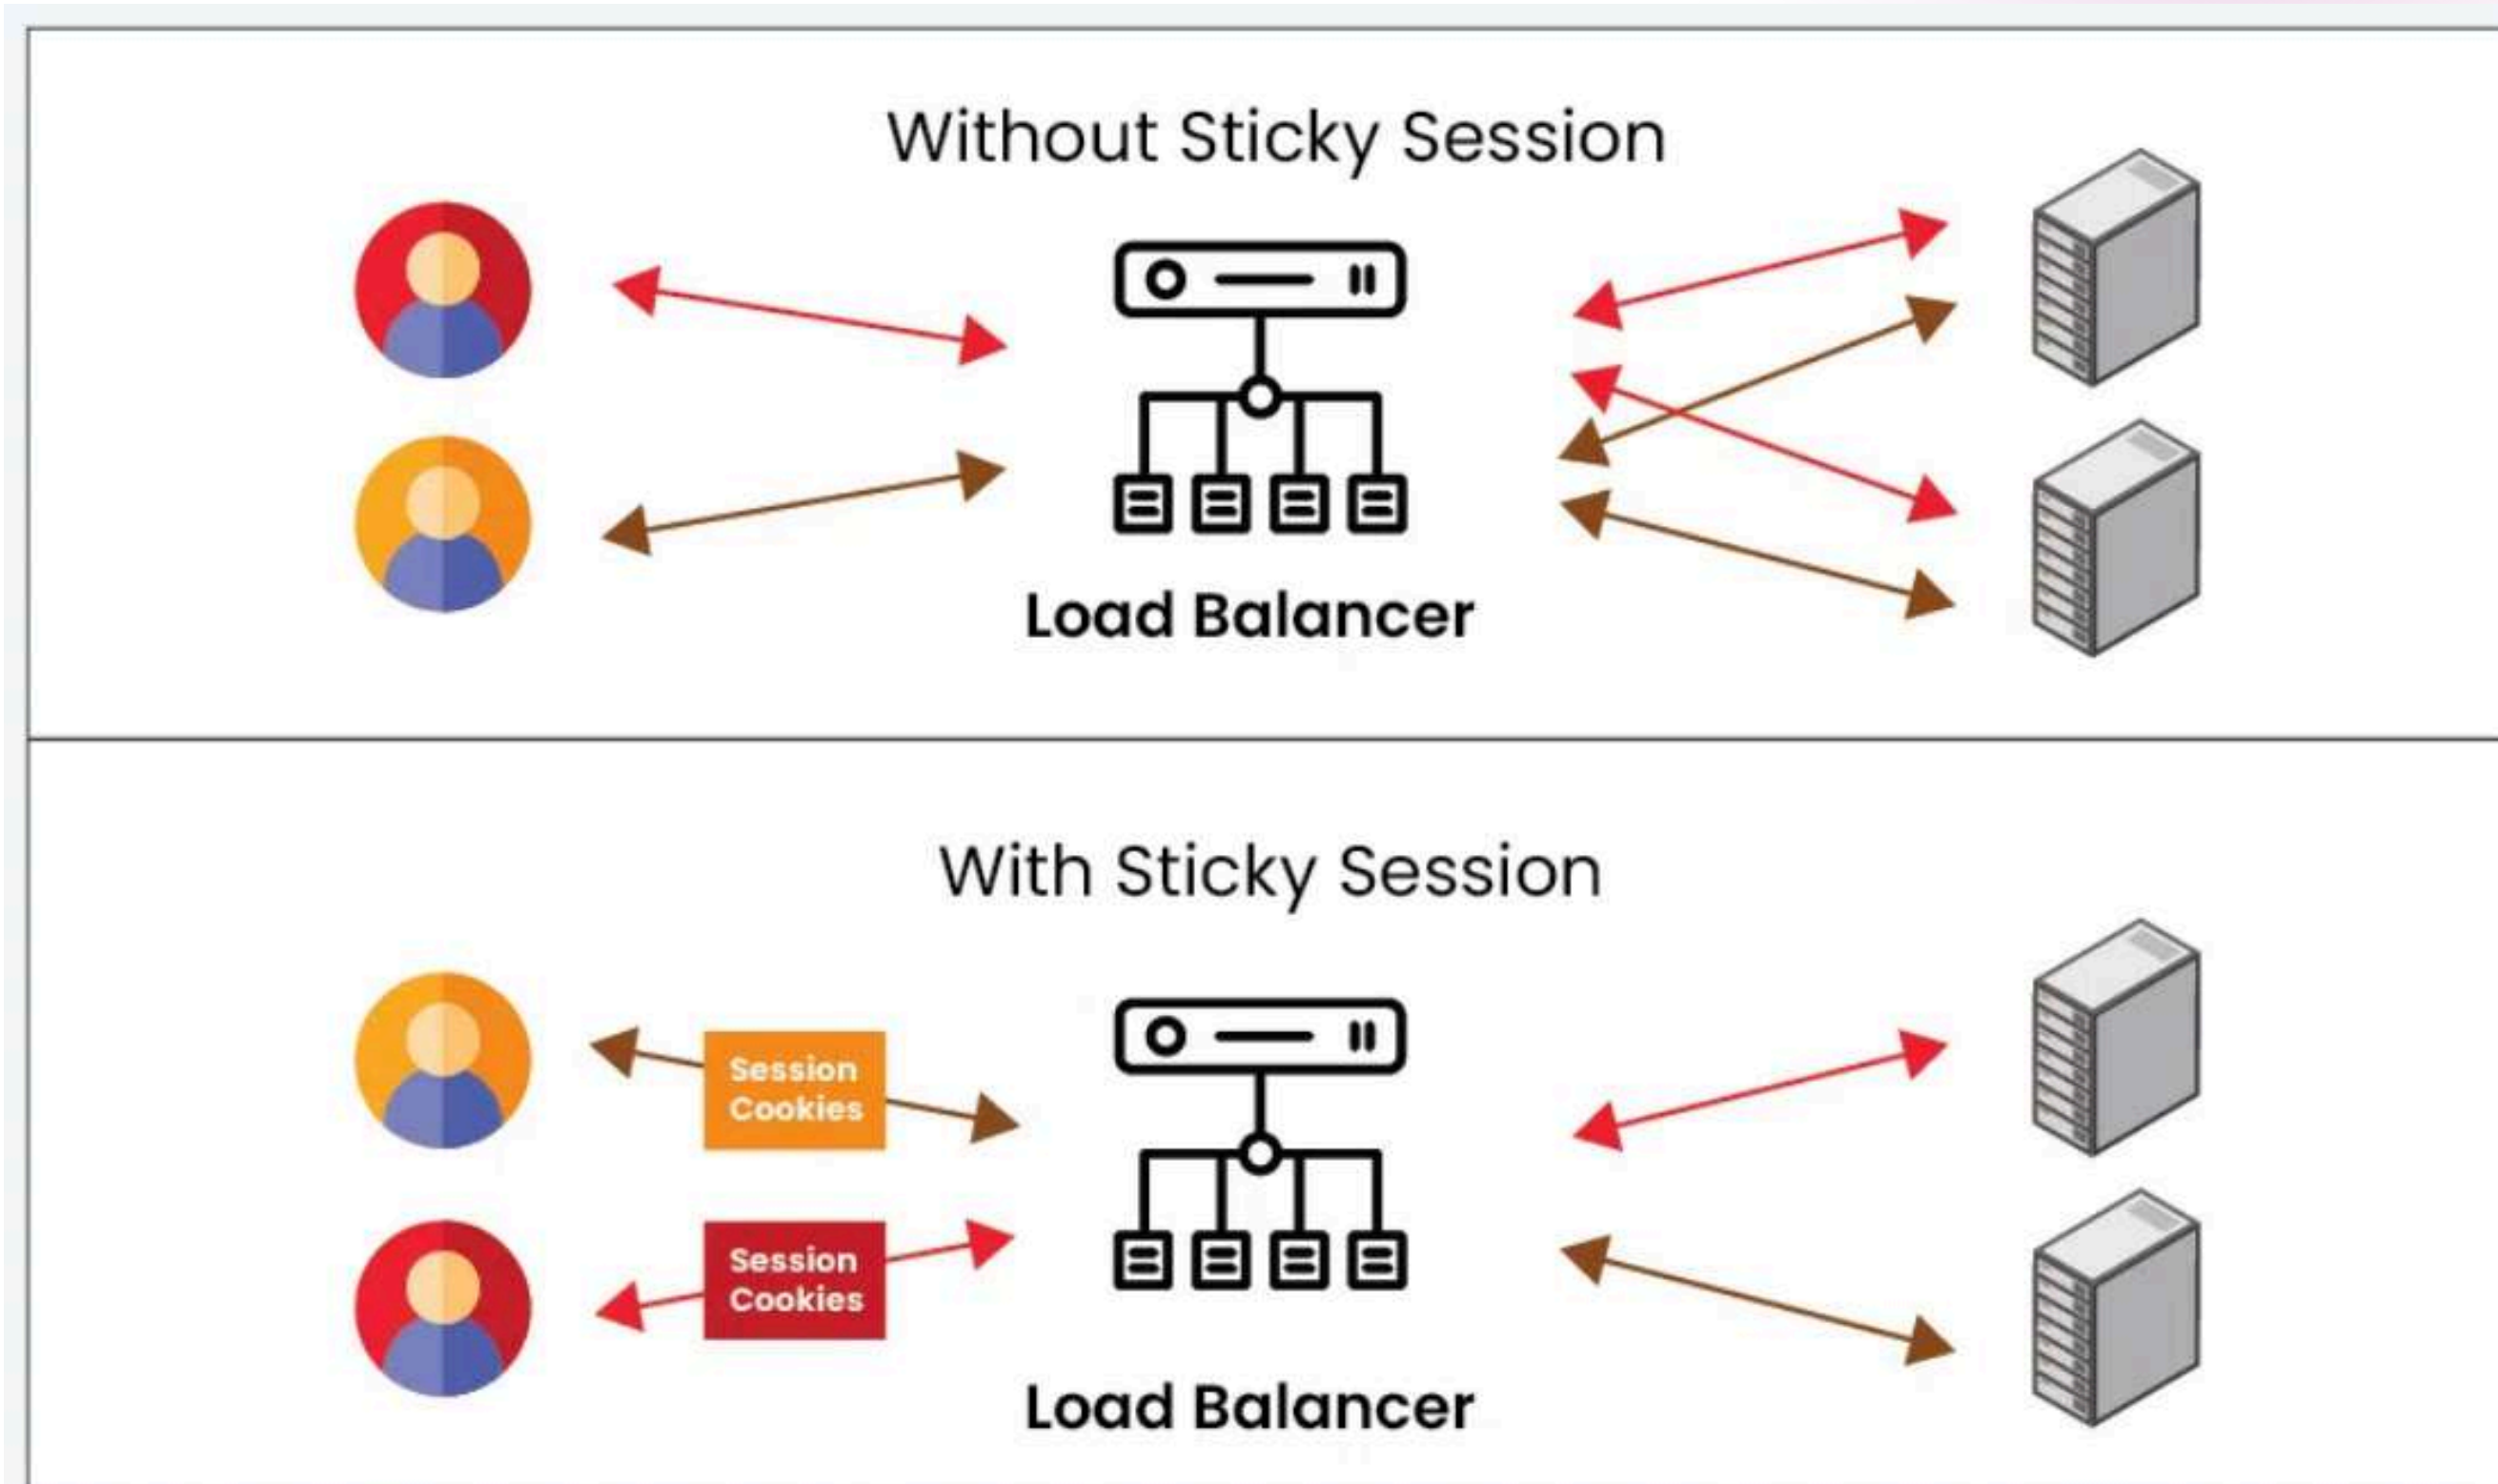 Without Sticky Session
Load Balancer
With Sticky Session
Session
Cookies
Session
Cookies
Load Balancer